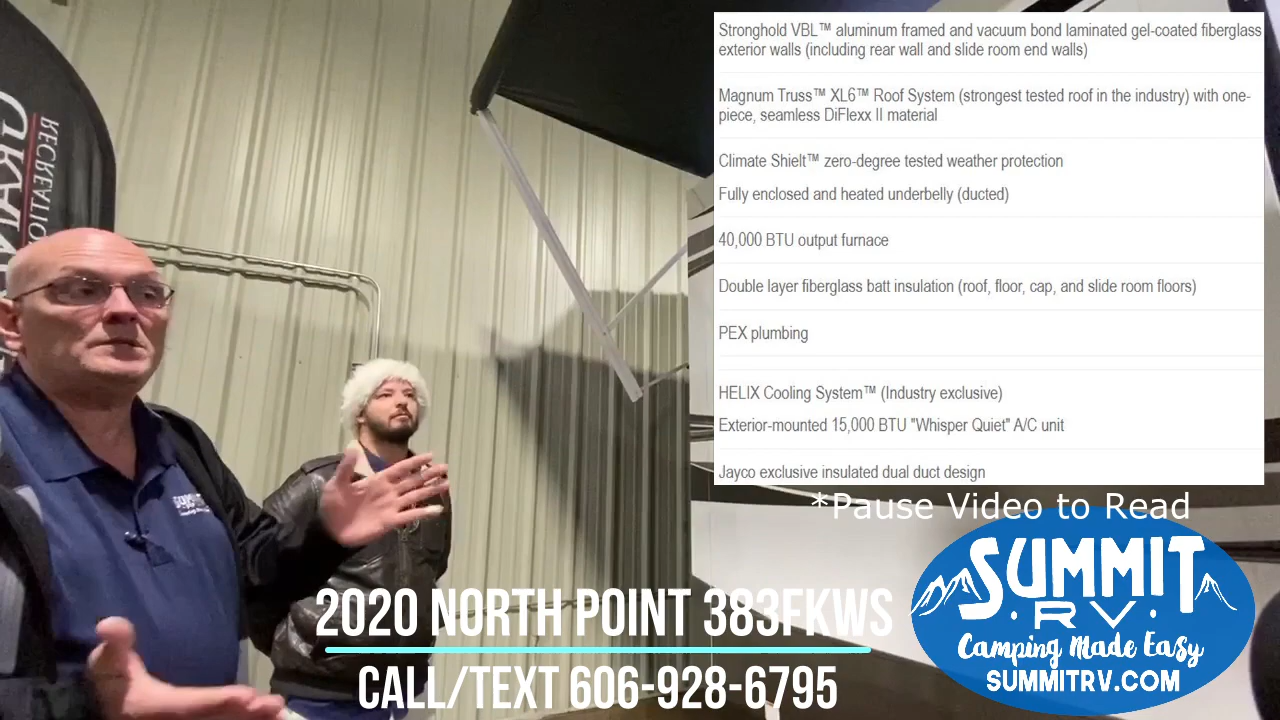 Stronghold VBL™ aluminum framed and vacuum bond laminated gel-coated fiberglass
exterior walls (including rear wall and slide room end walls)
Magnum Truss™ XL6™ Roof System (strongest tested roof in the industry) with one-
piece, seamless DiFlexx II material
Climate Shielt™ zero-degree tested weather protection
Fully enclosed and heated underbelly (ducted)
40,000 BTU output furnace
Double layer fiberglass batt insulation (roof, floor, cap, and slide room floors)
PEX plumbing
HELIX Cooling System™ (Industry exclusive)
Exterior-mounted 15,000 BTU "Whisper Quiet" A/C unit
Jayco exclusive insulated dual duct design
*Pause Video to Read
SUMMIT
R.V.
Camping Made Easy
SUMMITRV.COM
2020 NORTH POINT 383FKWS
CALL/TEXT 606-928-6795
SUMMIT